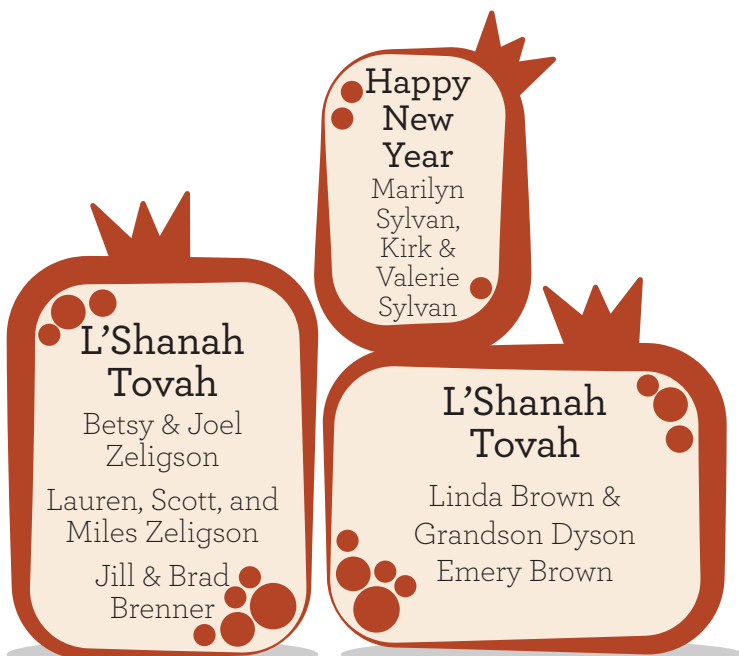 Happy
New
Year
Marilyn
Sylvan,
Kirk &
Valerie
Sylvan
L’Shanah
Tovah
Betsy & Joel
Zeligson
Lauren, Scott, and
Miles Zeligson
Jill & Brad
Brenner
L’Shanah
Tovah
Linda Brown &
Grandson Dyson
Emery Brown